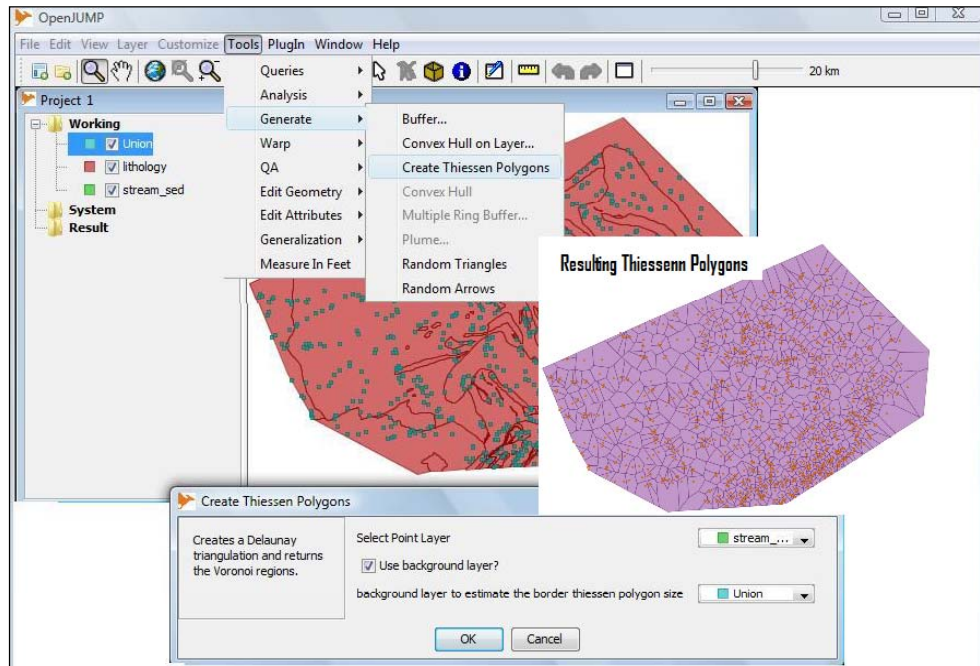 OpenJUMP
File Edit View Layer Customize Tools PlugIn Window Help
20 km
Project 1
Working
Union
lithology
stream_sed
System
Result
Queries
Analysis
Generate
Warp
QA
Edit Geometry
Edit Attributes
Generalization
Measure In Feet
Buffer...
Convex Hull on Layer...
Create Thiessen Polygons
Convex Hull
Multiple Ring Buffer...
Plume...
Random Triangles
Random Arrows
Resulting Thiessenn Polygons
Create Thiessen Polygons
Creates a Delaunay
triangulation and returns
the Voronoi regions.
Select Point Layer
stream_...
Use background layer?
background layer to estimate the border thiessen polygon size
Union
OK
Cancel